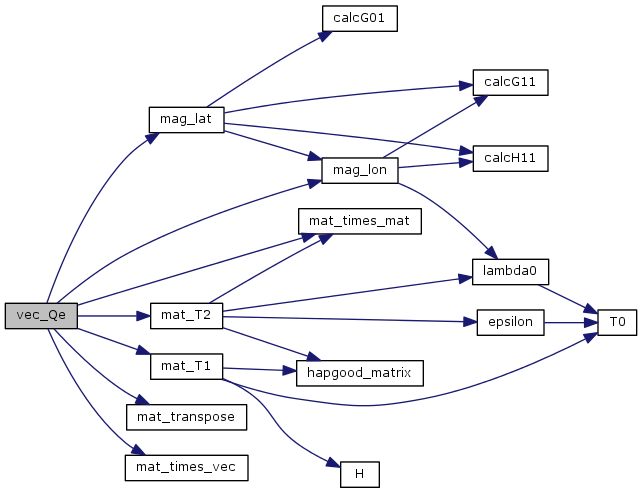 calcG01
calcG11
mag_lat
calcH11
mag_lon
mat_times_mat
lambda0
vec_Qe
mat_T2
epsilon
T0
mat_T1
hapgood_matrix
mat_transpose
mat_times_vec
H